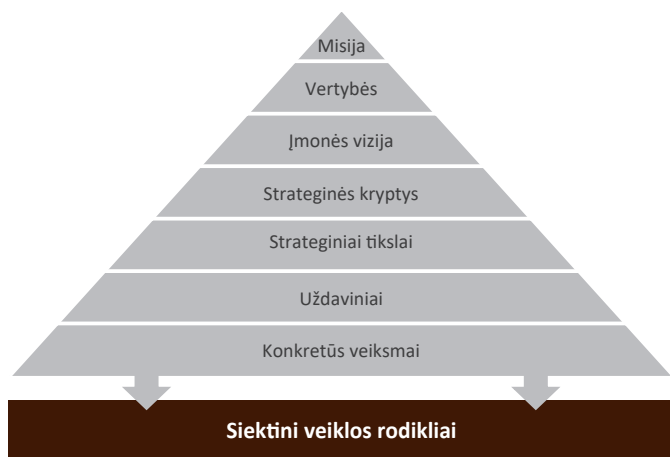 Misija
Vertybės
Įmonės vizija
Strateginės kryptys
Strateginiai tikslai
Uždaviniai
Konkretūs veiksmai
Siektini veiklos rodikliai